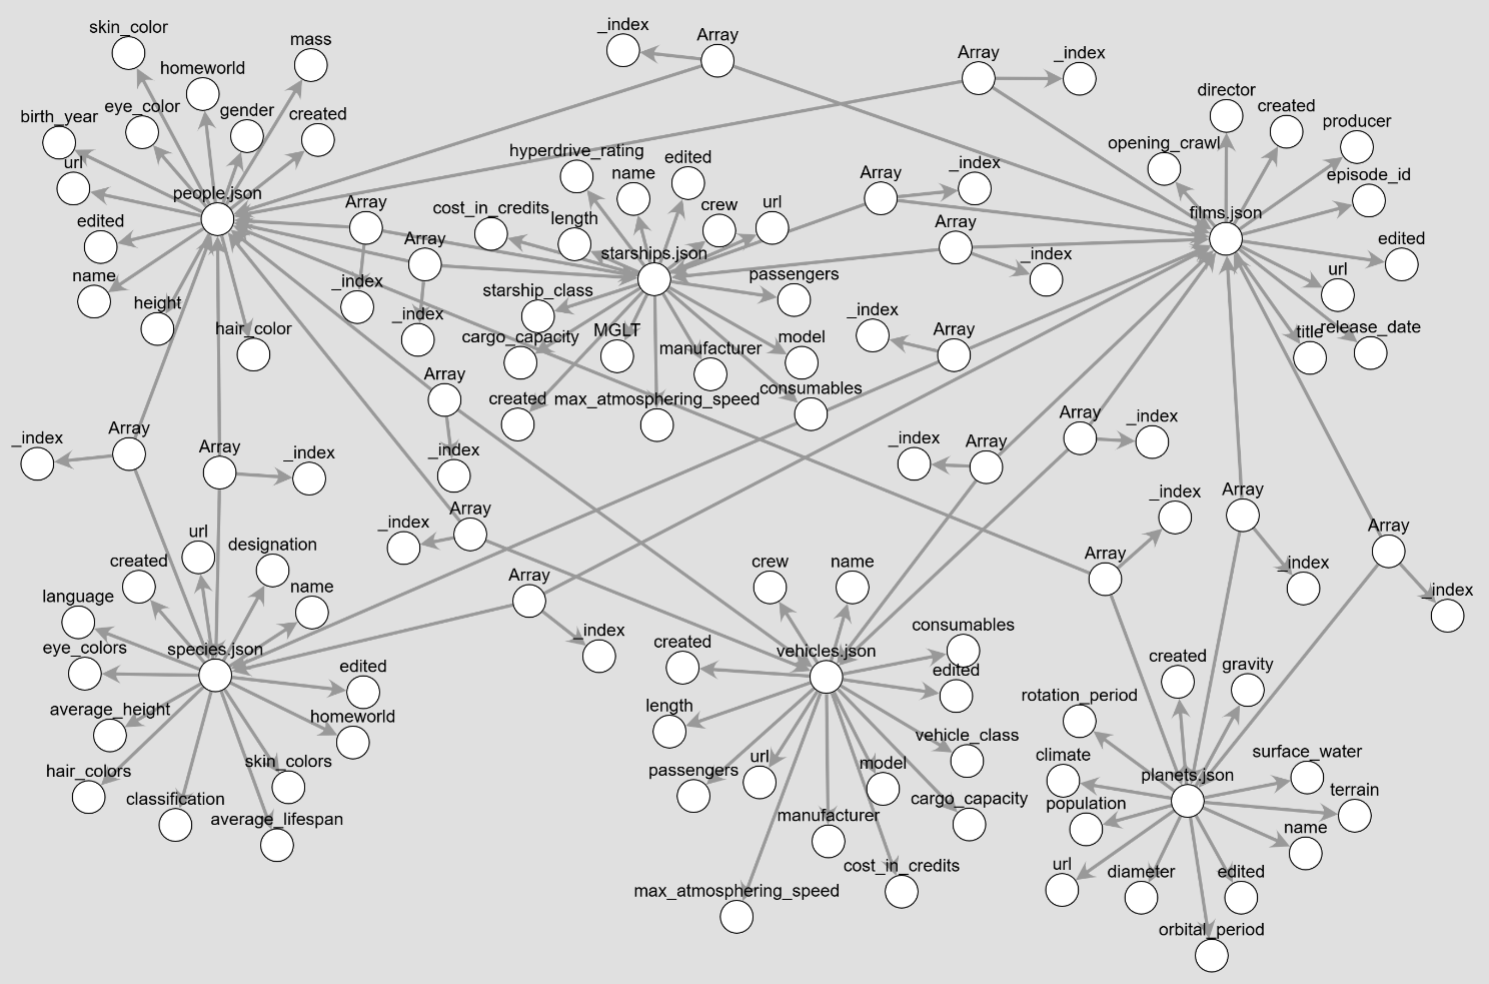 skin_color
mass
homeworld
eye_color
gender
created
birth_year
url
people.json
edited
name
height
hair_color
_index
Array
Array
_index
director
created
producer
opening_crawl
episode_id
films.json
edited
url
title
release_date
hyperdrive_rating
edited
name
crew
url
cost_in_credits
length
starships.json
passengers
starship_class
cargo_capacity
MGLT
manufacturer
model
consumables
created
max_atmosphering_speed
Array
_index
Array
_index
Array
_index
Array
_index
_index
Array
Array
_index
Array
_index
_index
Array
Array
_index
_index
Array
Array
_index
Array
_index
_index
Array
Array
_index
Array
_index
Array
_index
url
designation
created
name
language
eye_colors
species.json
edited
average_height
homeworld
hair_colors
skin_colors
classification
average_lifespan
crew
name
consumables
created
vehicles.json
edited
length
vehicle_class
passengers
url
model
cargo_capacity
manufacturer
cost_in_credits
max_atmosphering_speed
created
gravity
rotation_period
climate
planets.json
surface_water
population
terrain
name
url
diameter
edited
orbital_period